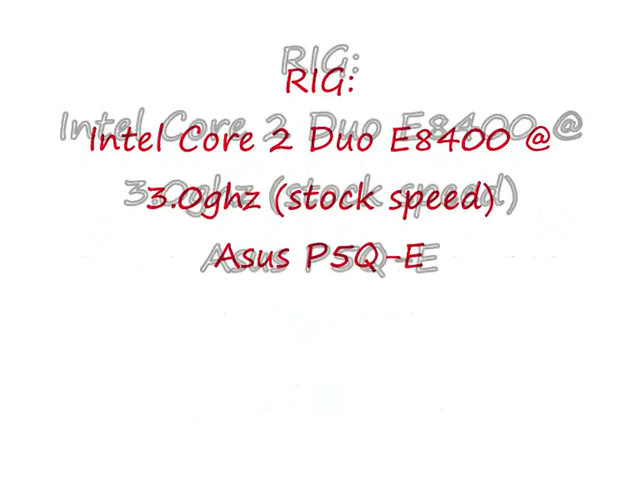 RIG:
Intel Core 2 Duo E8400 @
3.0ghz (stock speed)
Asus P5Q-E